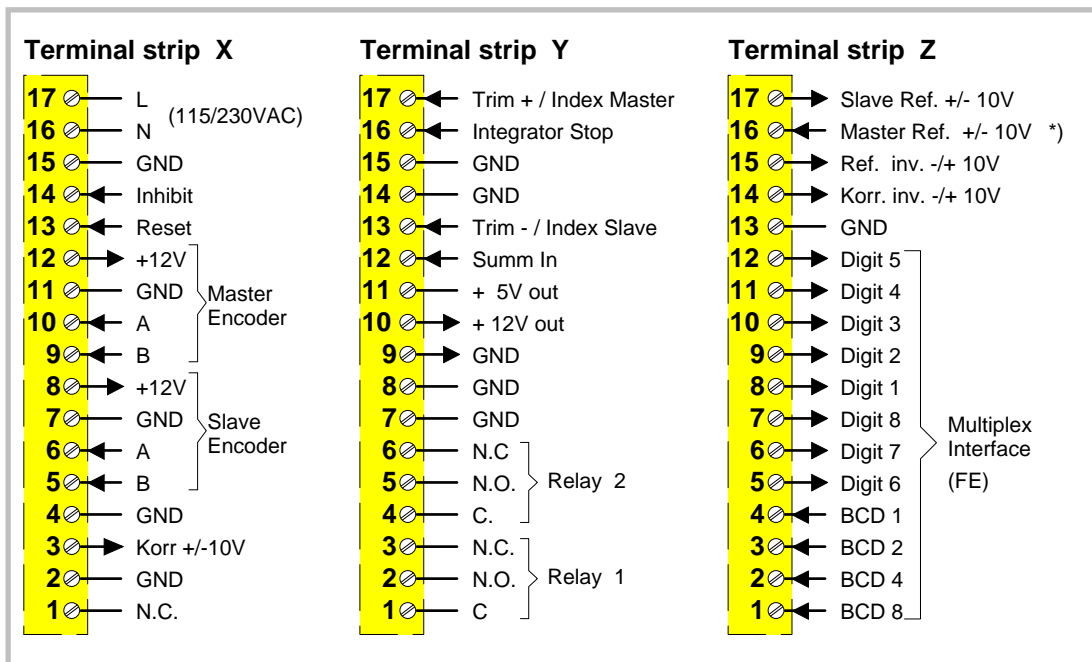 Terminal strip X
17 L
(115/230VAC)
16 N
15 GND
14 Inhibit
13 Reset
12 +12V
11 GND
10 A
9 B
Master
Encoder
8 +12V
7 GND
6 A
5 B
Slave
Encoder
4 GND
3 Korr +/-10V
2 GND
1 N.C.
Terminal strip Y
17 Trim + / Index Master
16 Integrator Stop
15 GND
14 GND
13 Trim - / Index Slave
12 Summ In
11 + 5V out
10 + 12V out
9 GND
8 GND
7 GND
6 N.C
5 N.O.
4 C.
Relay 2
3 N.C.
2 N.O.
1 C
Relay 1
Terminal strip Z
17 Slave Ref. +/- 10V
16 Master Ref. +/- 10V *)
15 Ref. inv. -/+ 10V
14 Korr. inv. -/+ 10V
13 GND
12 Digit 5
11 Digit 4
10 Digit 3
9 Digit 2
8 Digit 1
7 Digit 8
6 Digit 7
5 Digit 6
4 BCD 1
3 BCD 2
2 BCD 4
1 BCD 8
Multiplex
Interface
(FE)